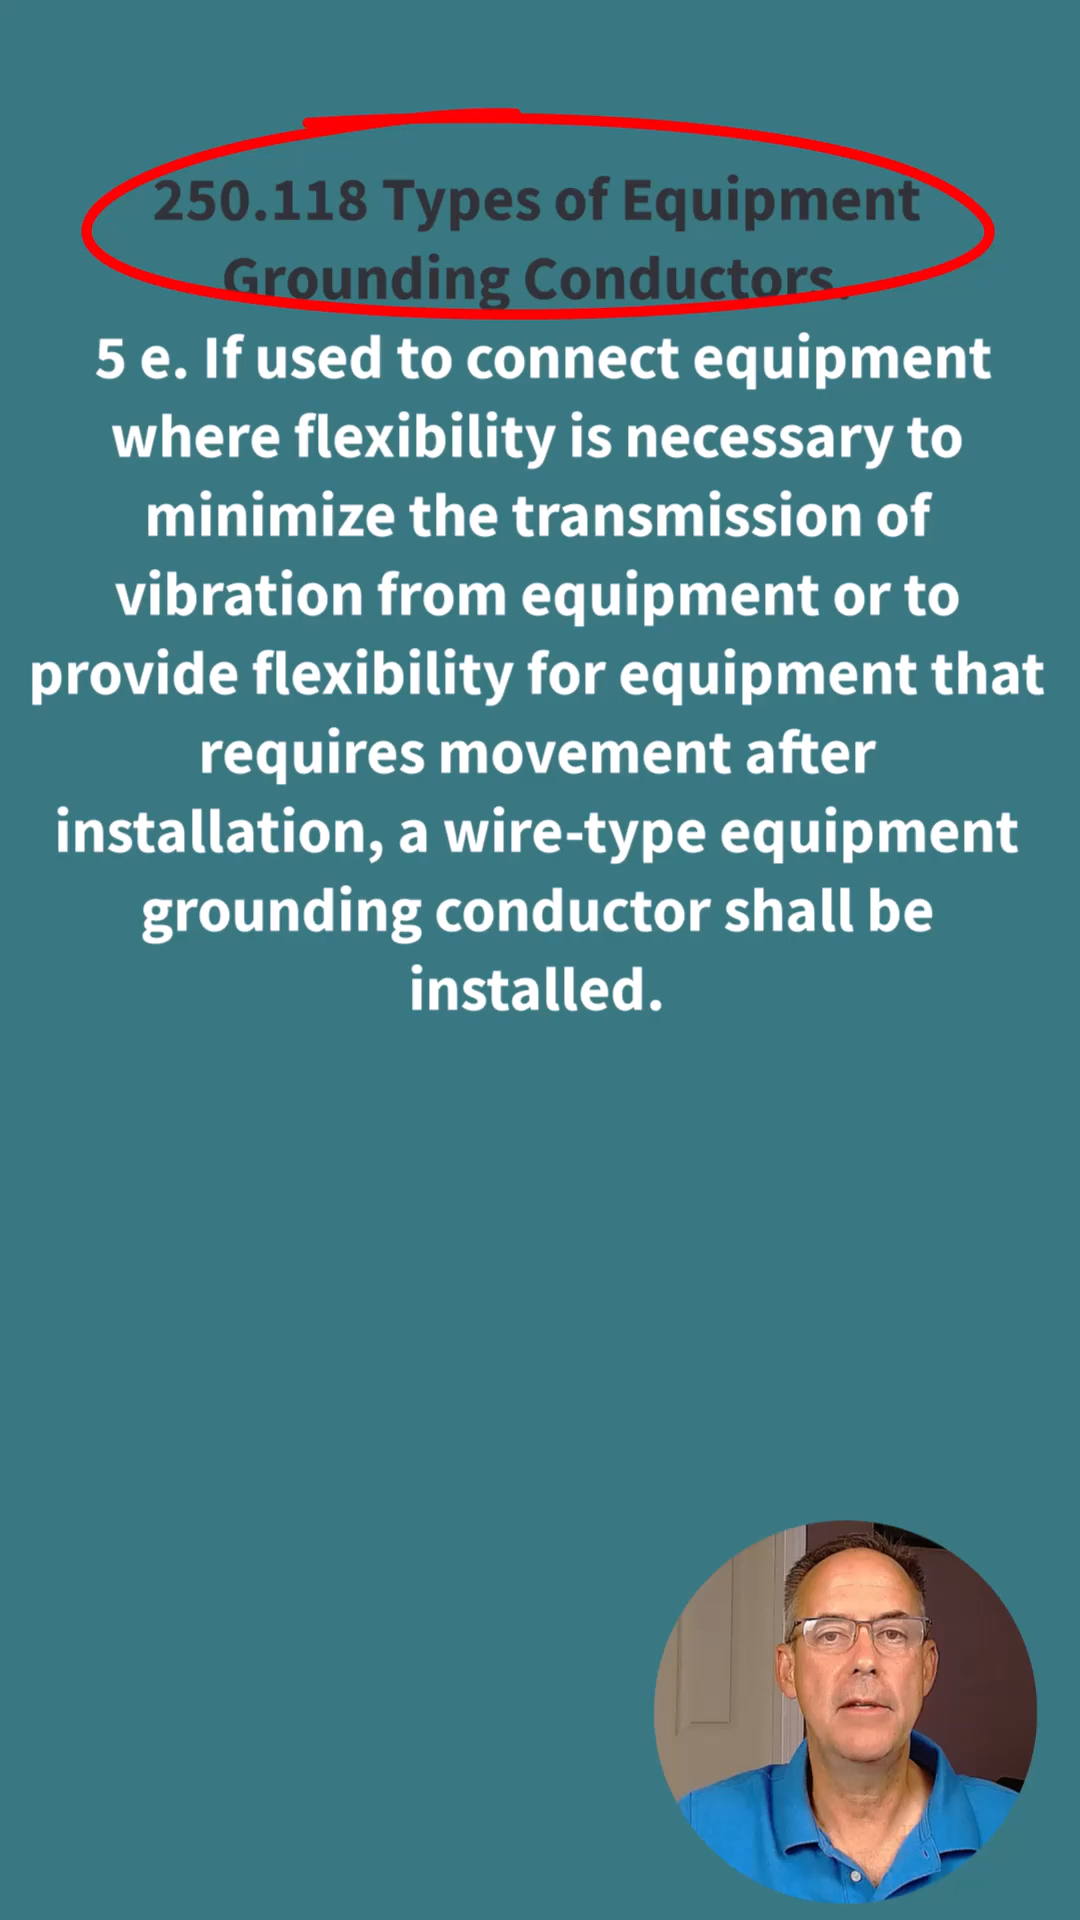 250.118 Types of Equipment
Grounding Conductors.
5 e. If used to connect equipment
where flexibility is necessary to
minimize the transmission of
vibration from equipment or to
provide flexibility for equipment that
requires movement after
installation, a wire-type equipment
grounding conductor shall be
installed.